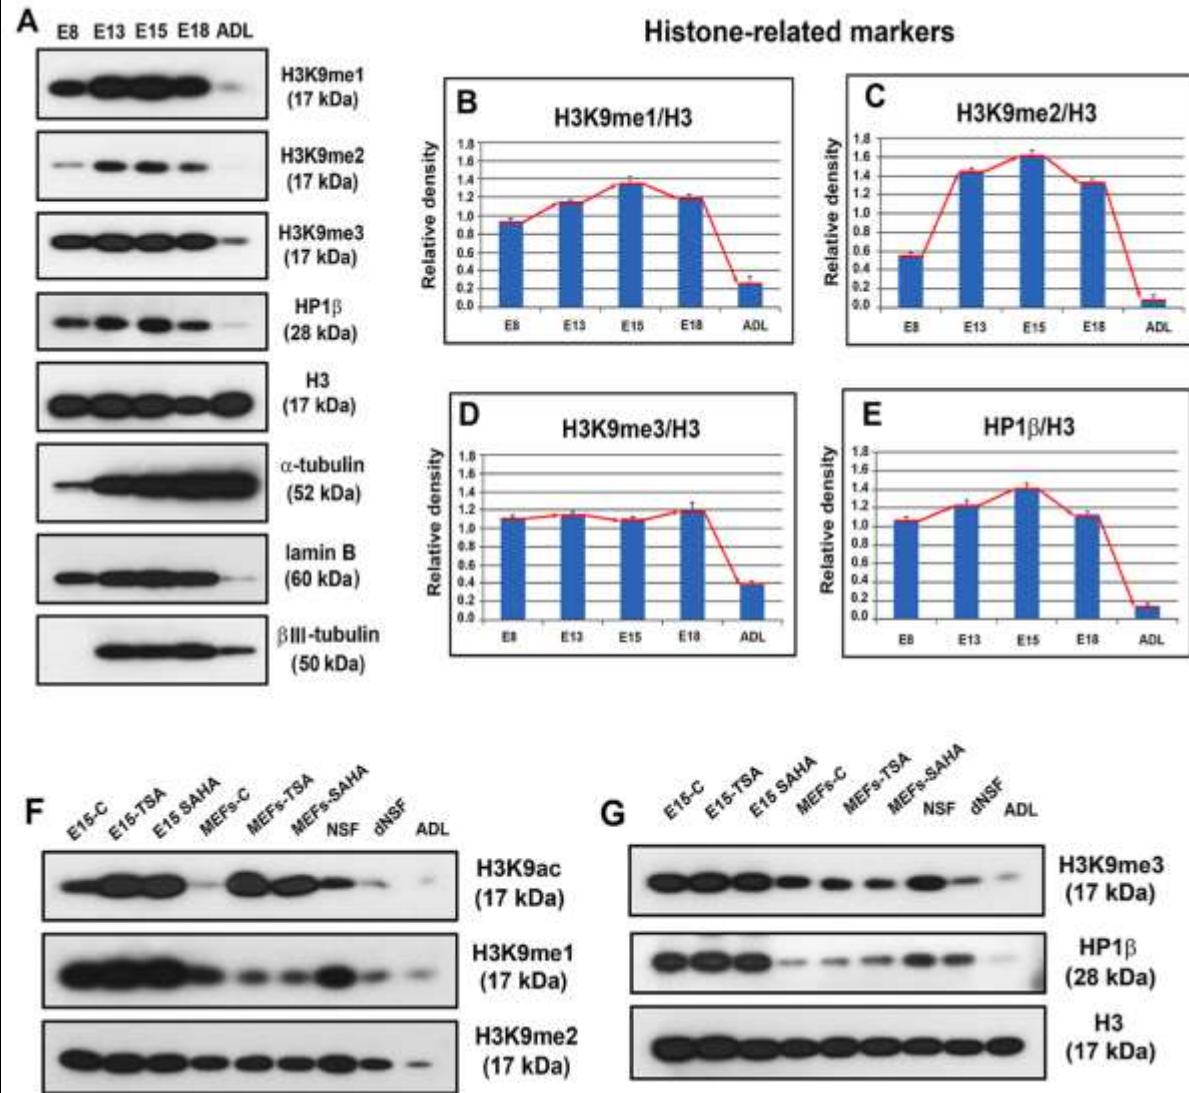 A
E8 E13 E15 E18 ADL
H3K9me1
(17 kDa)
H3K9me2
(17 kDa)
H3K9me3
(17 kDa)
HP1β
(28 kDa)
H3
(17 kDa)
α-tubulin
(52 kDa)
lamin B
(60 kDa)
βIII-tubulin
(50 kDa)
Histone-related markers
B
H3K9me1/H3
Relative density
1.8
1.6
1.4
1.2
1.0
0.8
0.6
0.4
0.2
0.0
E8 E13 E15 E18 ADL
C
H3K9me2/H3
Relative density
1.8
1.6
1.4
1.2
1.0
0.8
0.6
0.4
0.2
0.0
E8 E13 E15 E18 ADL
D
H3K9me3/H3
Relative density
1.8
1.6
1.4
1.2
1.0
0.8
0.6
0.4
0.2
0.0
E8 E13 E15 E18 ADL
E
HP1β/H3
Relative density
1.8
1.6
1.4
1.2
1.0
0.8
0.6
0.4
0.2
0.0
E8 E13 E15 E18 ADL
F
E15-C E15-TSA E15 SAHA MEFs-C MEFs-TSA MEFs-SAHA NSF dNSF ADL
H3K9ac
(17 kDa)
H3K9me1
(17 kDa)
H3K9me2
(17 kDa)
G
E15-C E15-TSA E15 SAHA MEFs-C MEFs-TSA MEFs-SAHA NSF dNSF ADL
H3K9me3
(17 kDa)
HP1β
(28 kDa)
H3
(17 kDa)